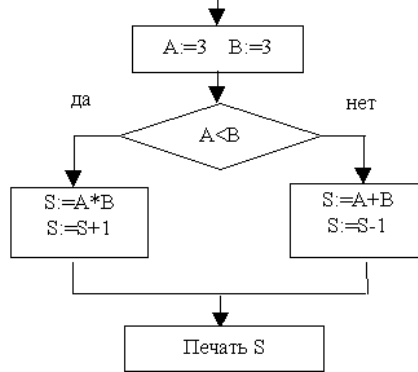 A:=3 B:=3
да
нет
A<B
S:=A*B
S:=S+1
S:=A+B
S:=S-1
Печать S